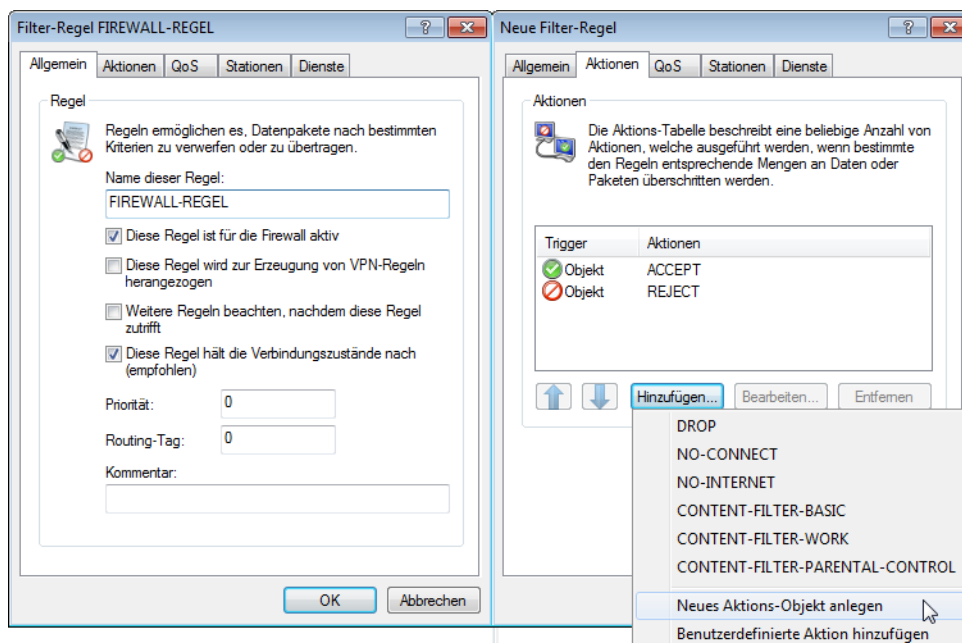 Filter-Regel FIREWALL-REGEL
Allgemein Aktionen QoS Stationen Dienste
Regel
Regeln ermöglichen es, Datenpakete nach bestimmten
Kriterien zu verwerfen oder zu übertragen.
Name dieser Regel:
FIREWALL-REGEL
Diese Regel ist für die Firewall aktiv
Diese Regel wird zur Erzeugung von VPN-Regeln
herangezogen
Weitere Regeln beachten, nachdem diese Regel
zutrifft
Diese Regel hält die Verbindungszustände nach
(empfohlen)
Priorität: 0
Routing-Tag: 0
Kommentar:
OK Abbrechen
Neue Filter-Regel
Allgemein Aktionen QoS Stationen Dienste
Aktionen
Die Aktions-Tabelle beschreibt eine beliebige Anzahl von
Aktionen, welche ausgeführt werden, wenn bestimmte
den Regeln entsprechende Mengen an Daten oder
Paketen überschritten werden.
Trigger Aktionen
Objekt ACCEPT
Objekt REJECT
Hinzufügen... Bearbeiten... Entfernen
DROP
NO-CONNECT
NO-INTERNET
CONTENT-FILTER-BASIC
CONTENT-FILTER-WORK
CONTENT-FILTER-PARENTAL-CONTROL
Neues Aktions-Objekt anlegen
Benutzerdefinierte Aktion hinzufügen